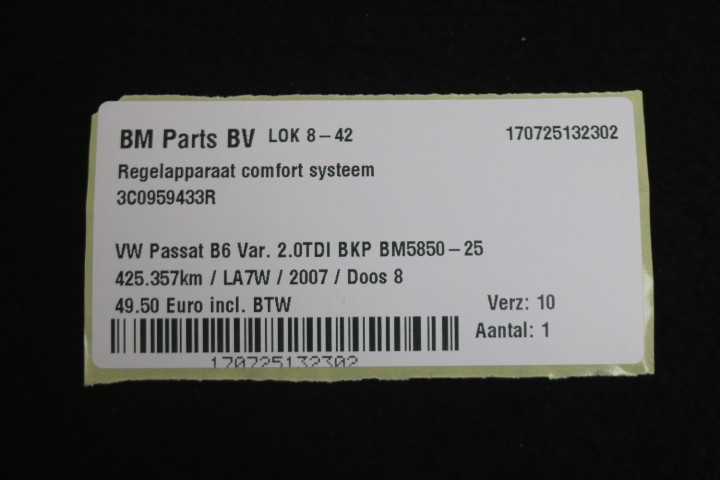 BM Parts BV LOK 8-42 170725132302
Regelapparaat comfort systeem
3C0959433R
VW Passat B6 Var. 2.0TDI BKP BM5850-25
425.357km / LA7W / 2007 / Doos 8
49.50 Euro incl. BTW Verz: 10
Aantal: 1
170725132302